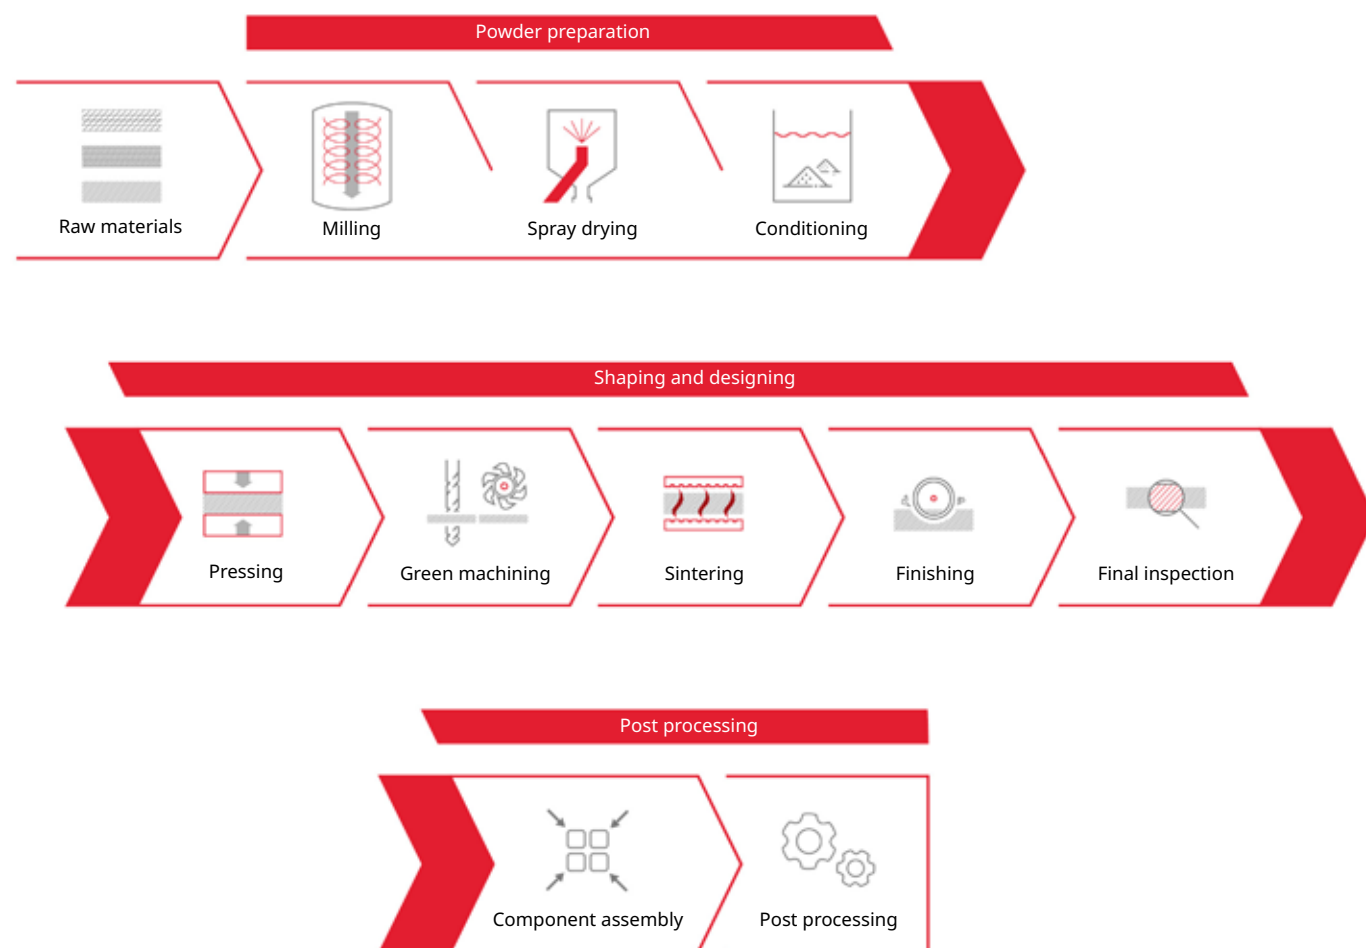 Powder preparation
Raw materials
Milling
Spray drying
Conditioning
Shaping and designing
Pressing
Green machining
Sintering
Finishing
Final inspection
Post processing
Component assembly
Post processing